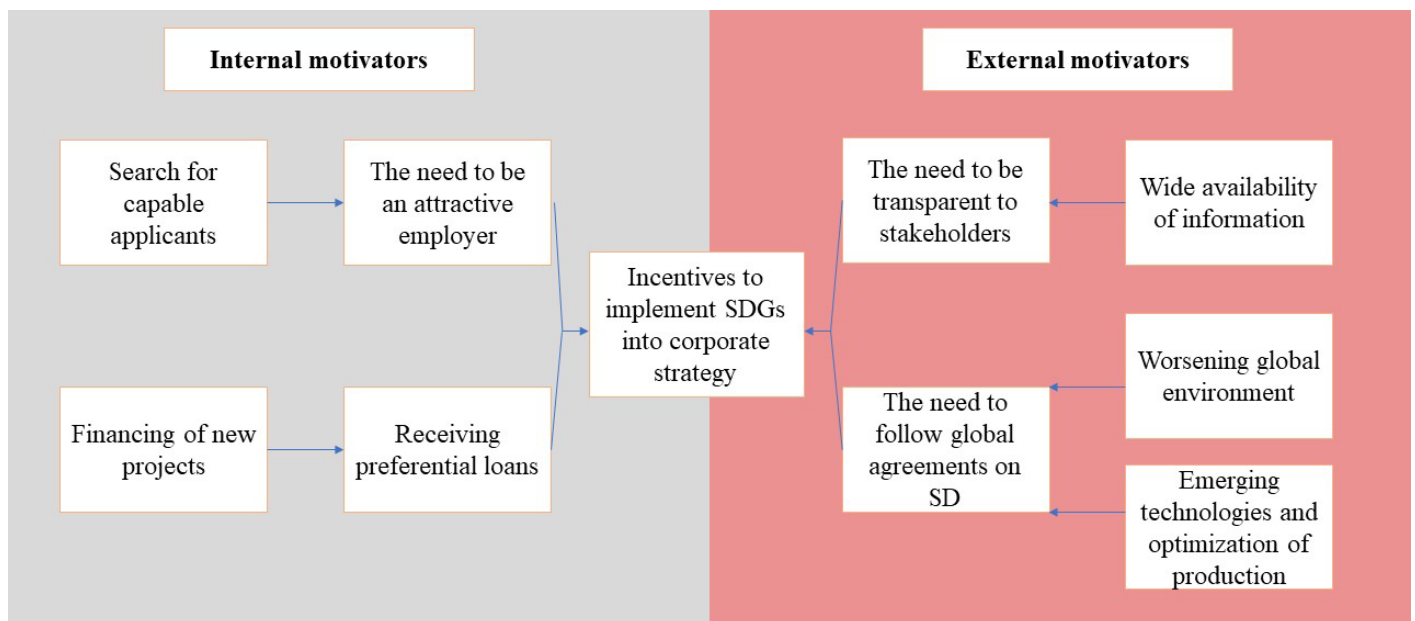 Internal motivators
External motivators
Search for
capable
applicants
The need to be
an attractive
employer
The need to be
transparent to
stakeholders
Wide availability
of information
Incentives to
implement SDGs
into corporate
strategy
Worsening global
environment
Financing of new
projects
Receiving
preferential loans
The need to
follow global
agreements on
SD
Emerging
technologies and
optimization of
production